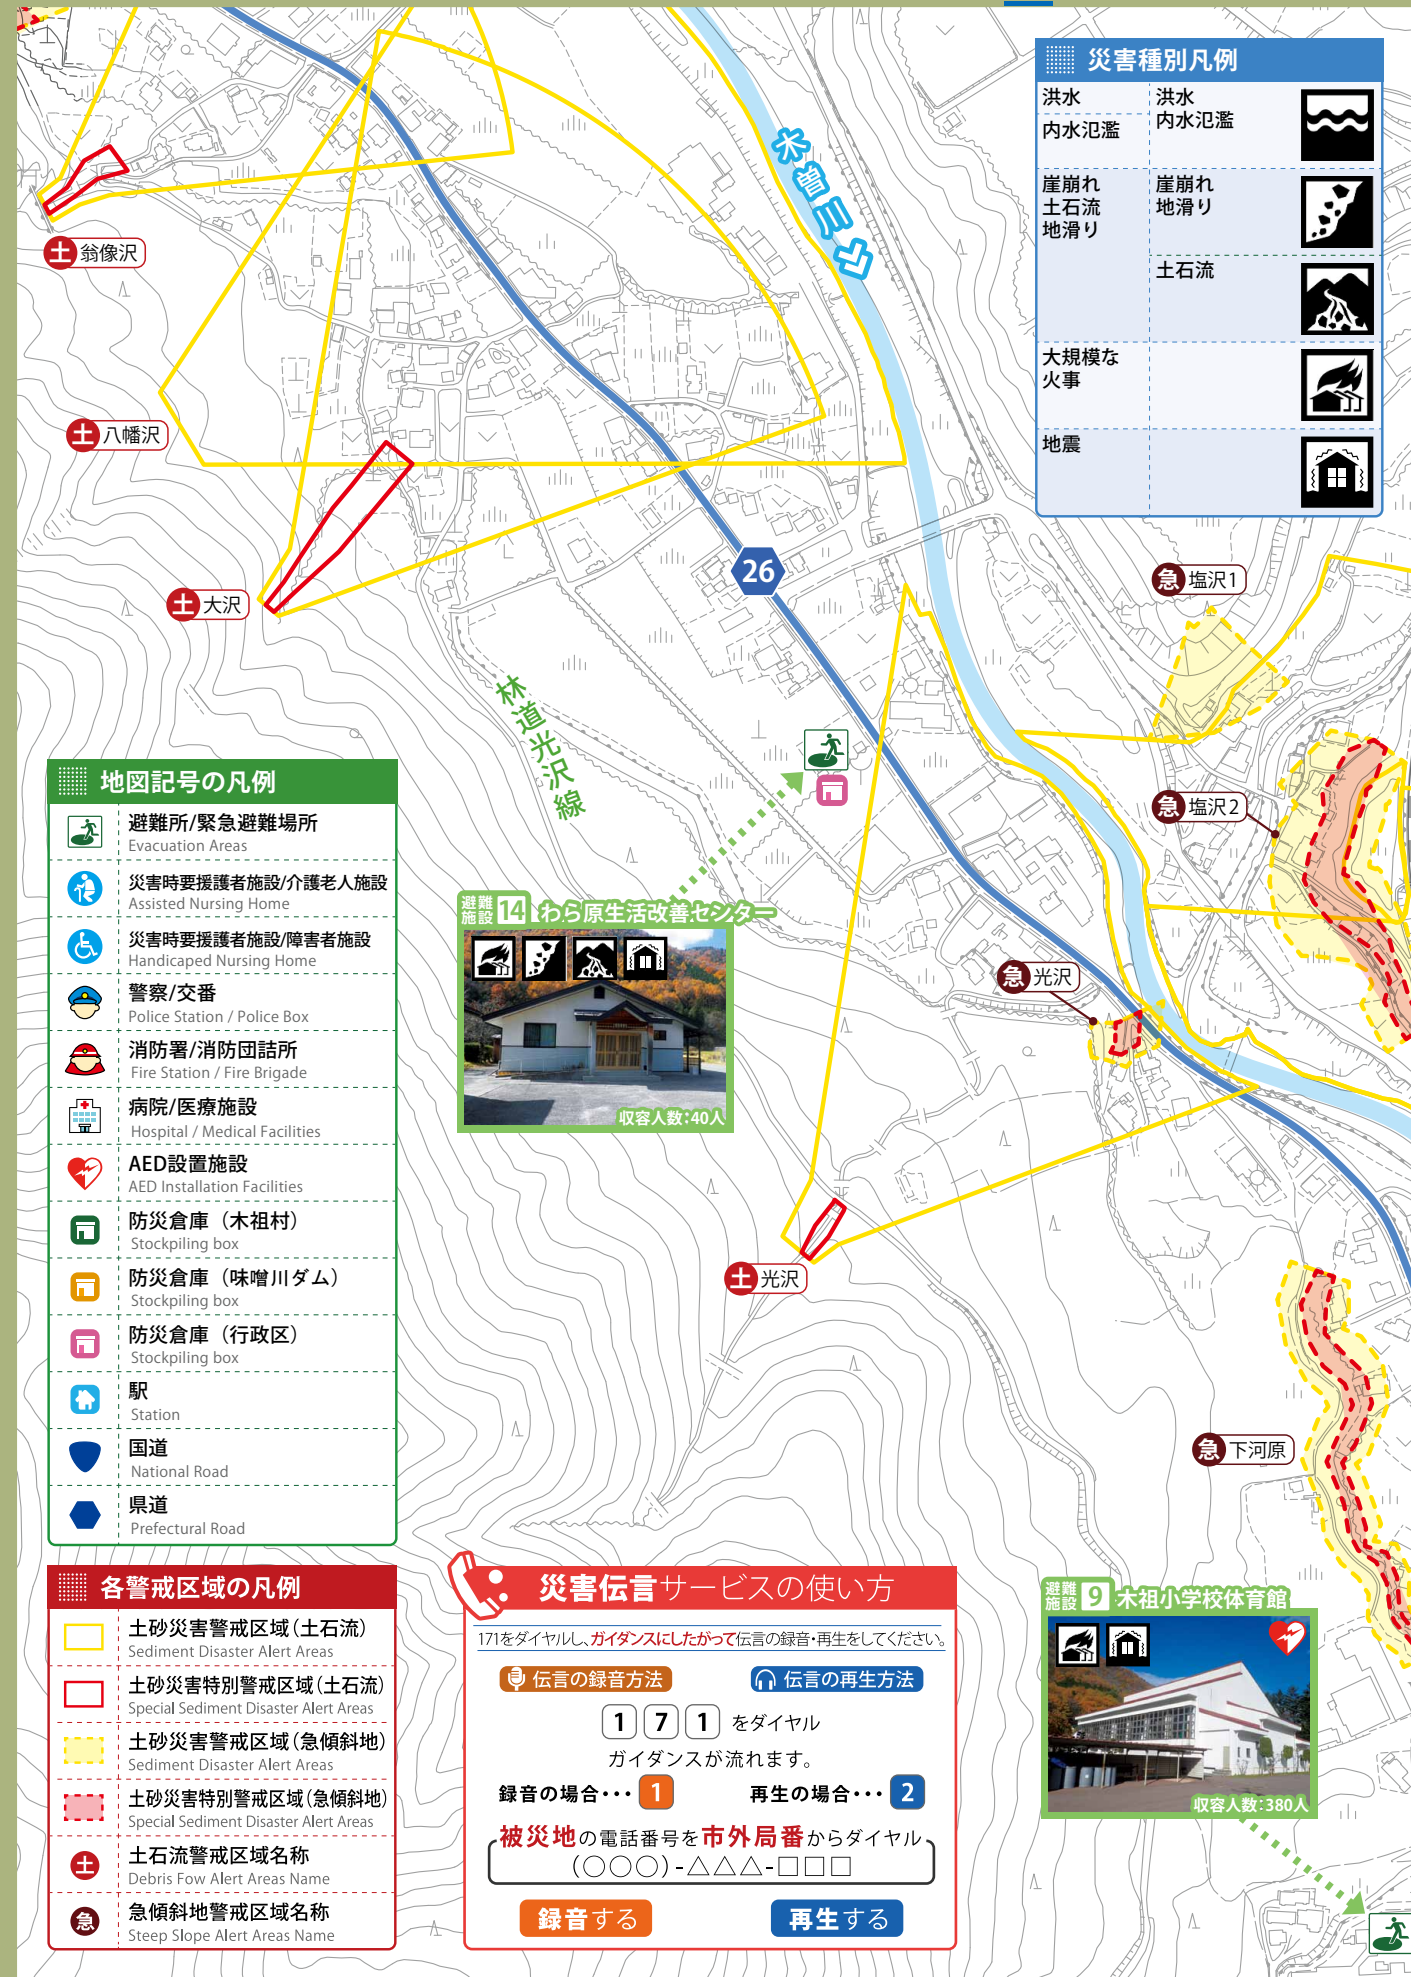 災害種別凡例
洪水
内水氾濫
洪水
内水氾濫
崖崩れ
土石流
地滑り
崖崩れ
地滑り
土石流
大規模な
火事
地震
木曽川
土 翁像沢
土 八幡沢
土 大沢
26
急 塩沢1
急 塩沢2
林道光沢線
避難施設 14 わら原生活改善センター
収容人数:40人
急 光沢
土 光沢
急 下河原
地図記号の凡例
避難所/緊急避難場所
Evacuation Areas
災害時要援護者施設/介護老人施設
Assisted Nursing Home
災害時要援護者施設/障害者施設
Handicaped Nursing Home
警察/交番
Police Station / Police Box
消防署/消防団詰所
Fire Station / Fire Brigade
病院/医療施設
Hospital / Medical Facilities
AED設置施設
AED Installation Facilities
防災倉庫（木祖村）
Stockpiling box
防災倉庫（味噌川ダム）
Stockpiling box
防災倉庫（行政区）
Stockpiling box
駅
Station
国道
National Road
県道
Prefectural Road
各警戒区域の凡例
土砂災害警戒区域（土石流）
Sediment Disaster Alert Areas
土砂災害特別警戒区域（土石流）
Special Sediment Disaster Alert Areas
土砂災害警戒区域（急傾斜地）
Sediment Disaster Alert Areas
土砂災害特別警戒区域（急傾斜地）
Special Sediment Disaster Alert Areas
土 土石流警戒区域名称
Debris Fow Alert Areas Name
急 急傾斜地警戒区域名称
Steep Slope Alert Areas Name
災害伝言サービスの使い方
171をダイヤルし、ガイダンスにしたがって伝言の録音・再生をしてください。
伝言の録音方法
伝言の再生方法
1 7 1 をダイヤル
ガイダンスが流れます。
録音の場合・・・ 1
再生の場合・・・ 2
被災地の電話番号を市外局番からダイヤル
(○○○)-△△△-□□□
録音する
再生する
避難施設 9 木祖小学校体育館
収容人数:380人